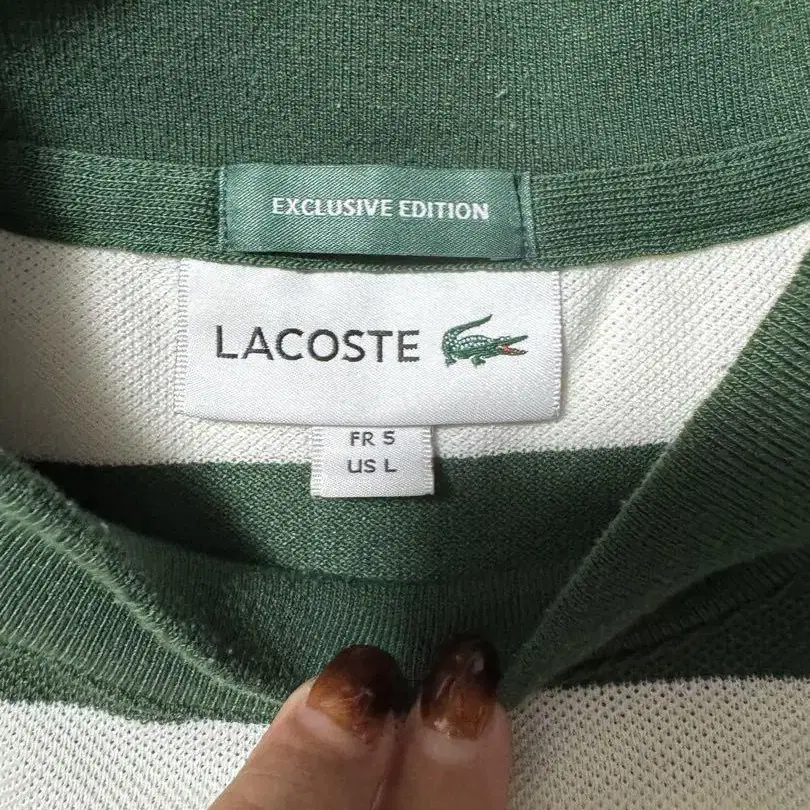 EXCLUSIVE EDITION
LACOSTE
FR 5
US L